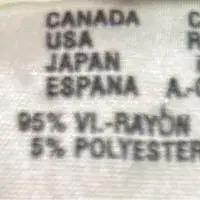 CANADA C
USA R
JAPAN
ESPANA A.-
95% VI.-RAYON
5% POLYESTER